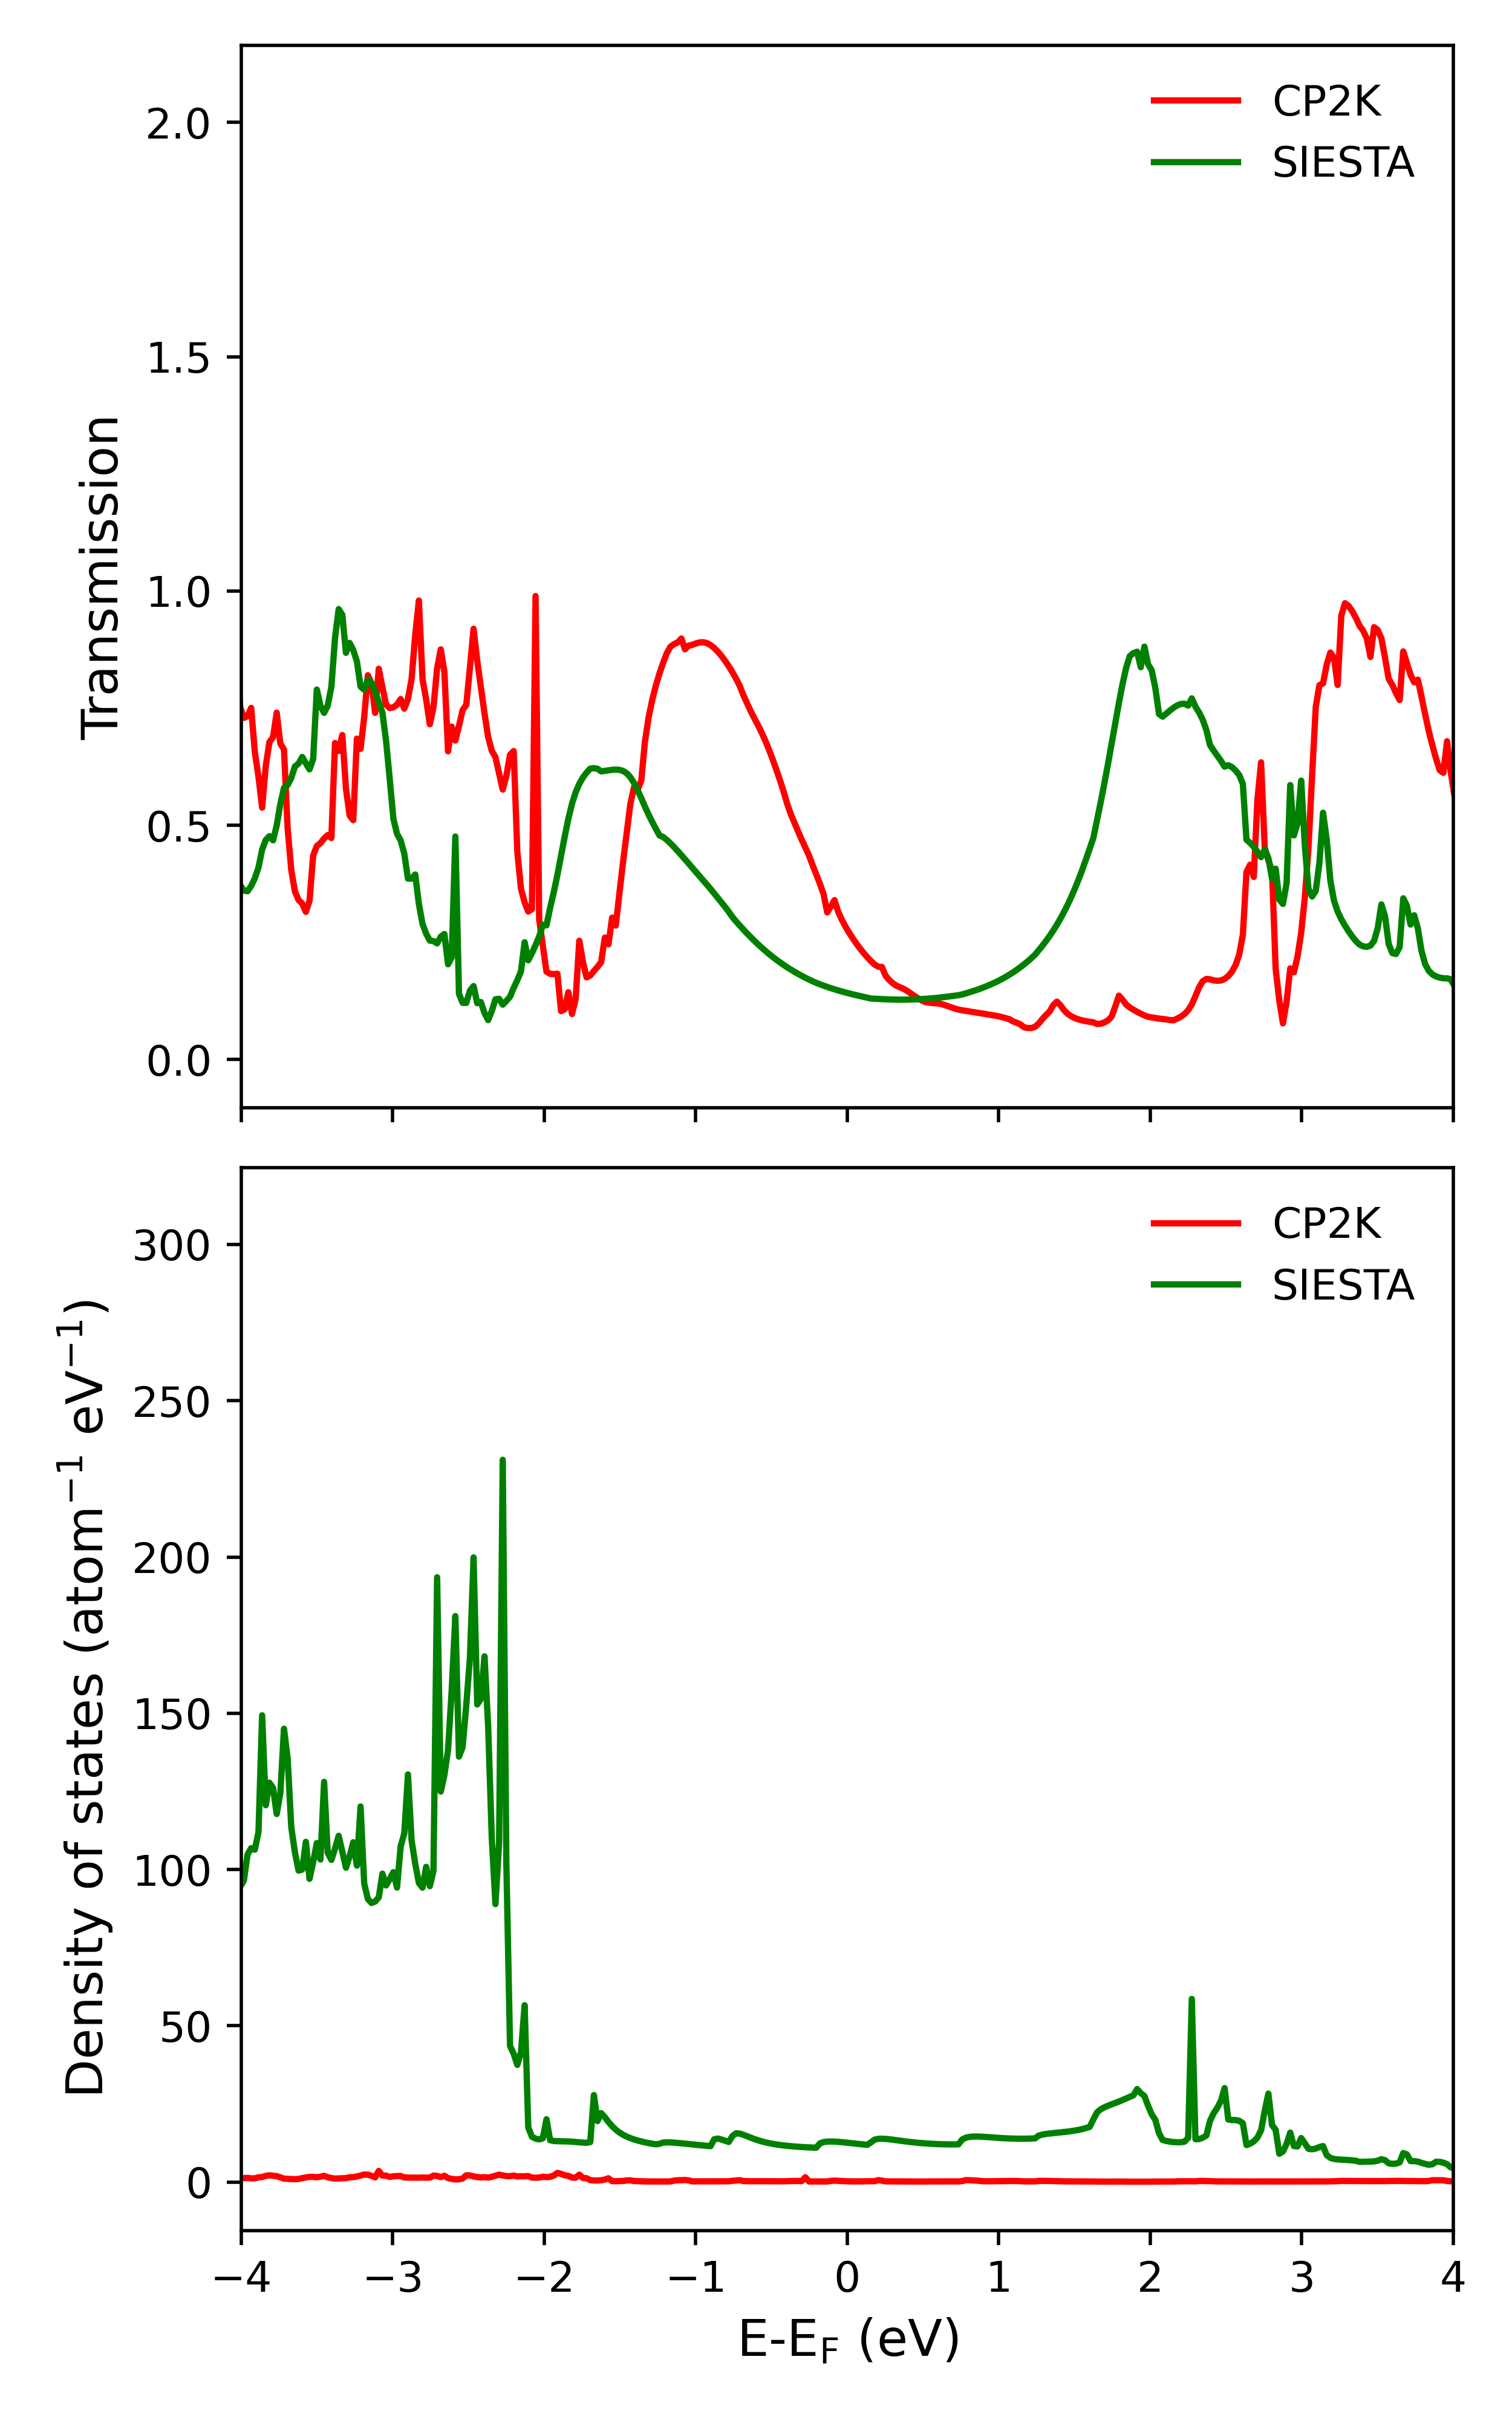 CP2K
SIESTA
2.0
1.5
1.0
0.5
0.0
Transmission
CP2K
SIESTA
300
250
200
150
100
50
0
Density of states (atom⁻¹ eV⁻¹)
−4 −3 −2 −1 0 1 2 3 4
E-E_F (eV)